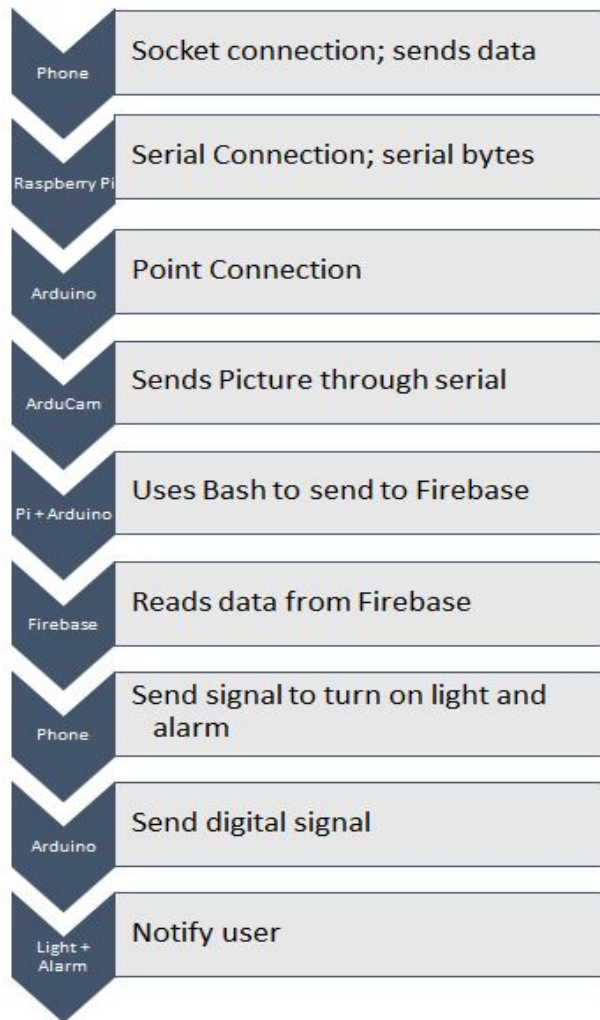 Phone
Socket connection; sends data
Raspberry Pi
Serial Connection; serial bytes
Arduino
Point Connection
ArduCam
Sends Picture through serial
Pi + Arduino
Uses Bash to send to Firebase
Firebase
Reads data from Firebase
Phone
Send signal to turn on light and
alarm
Arduino
Send digital signal
Light +
Alarm
Notify user